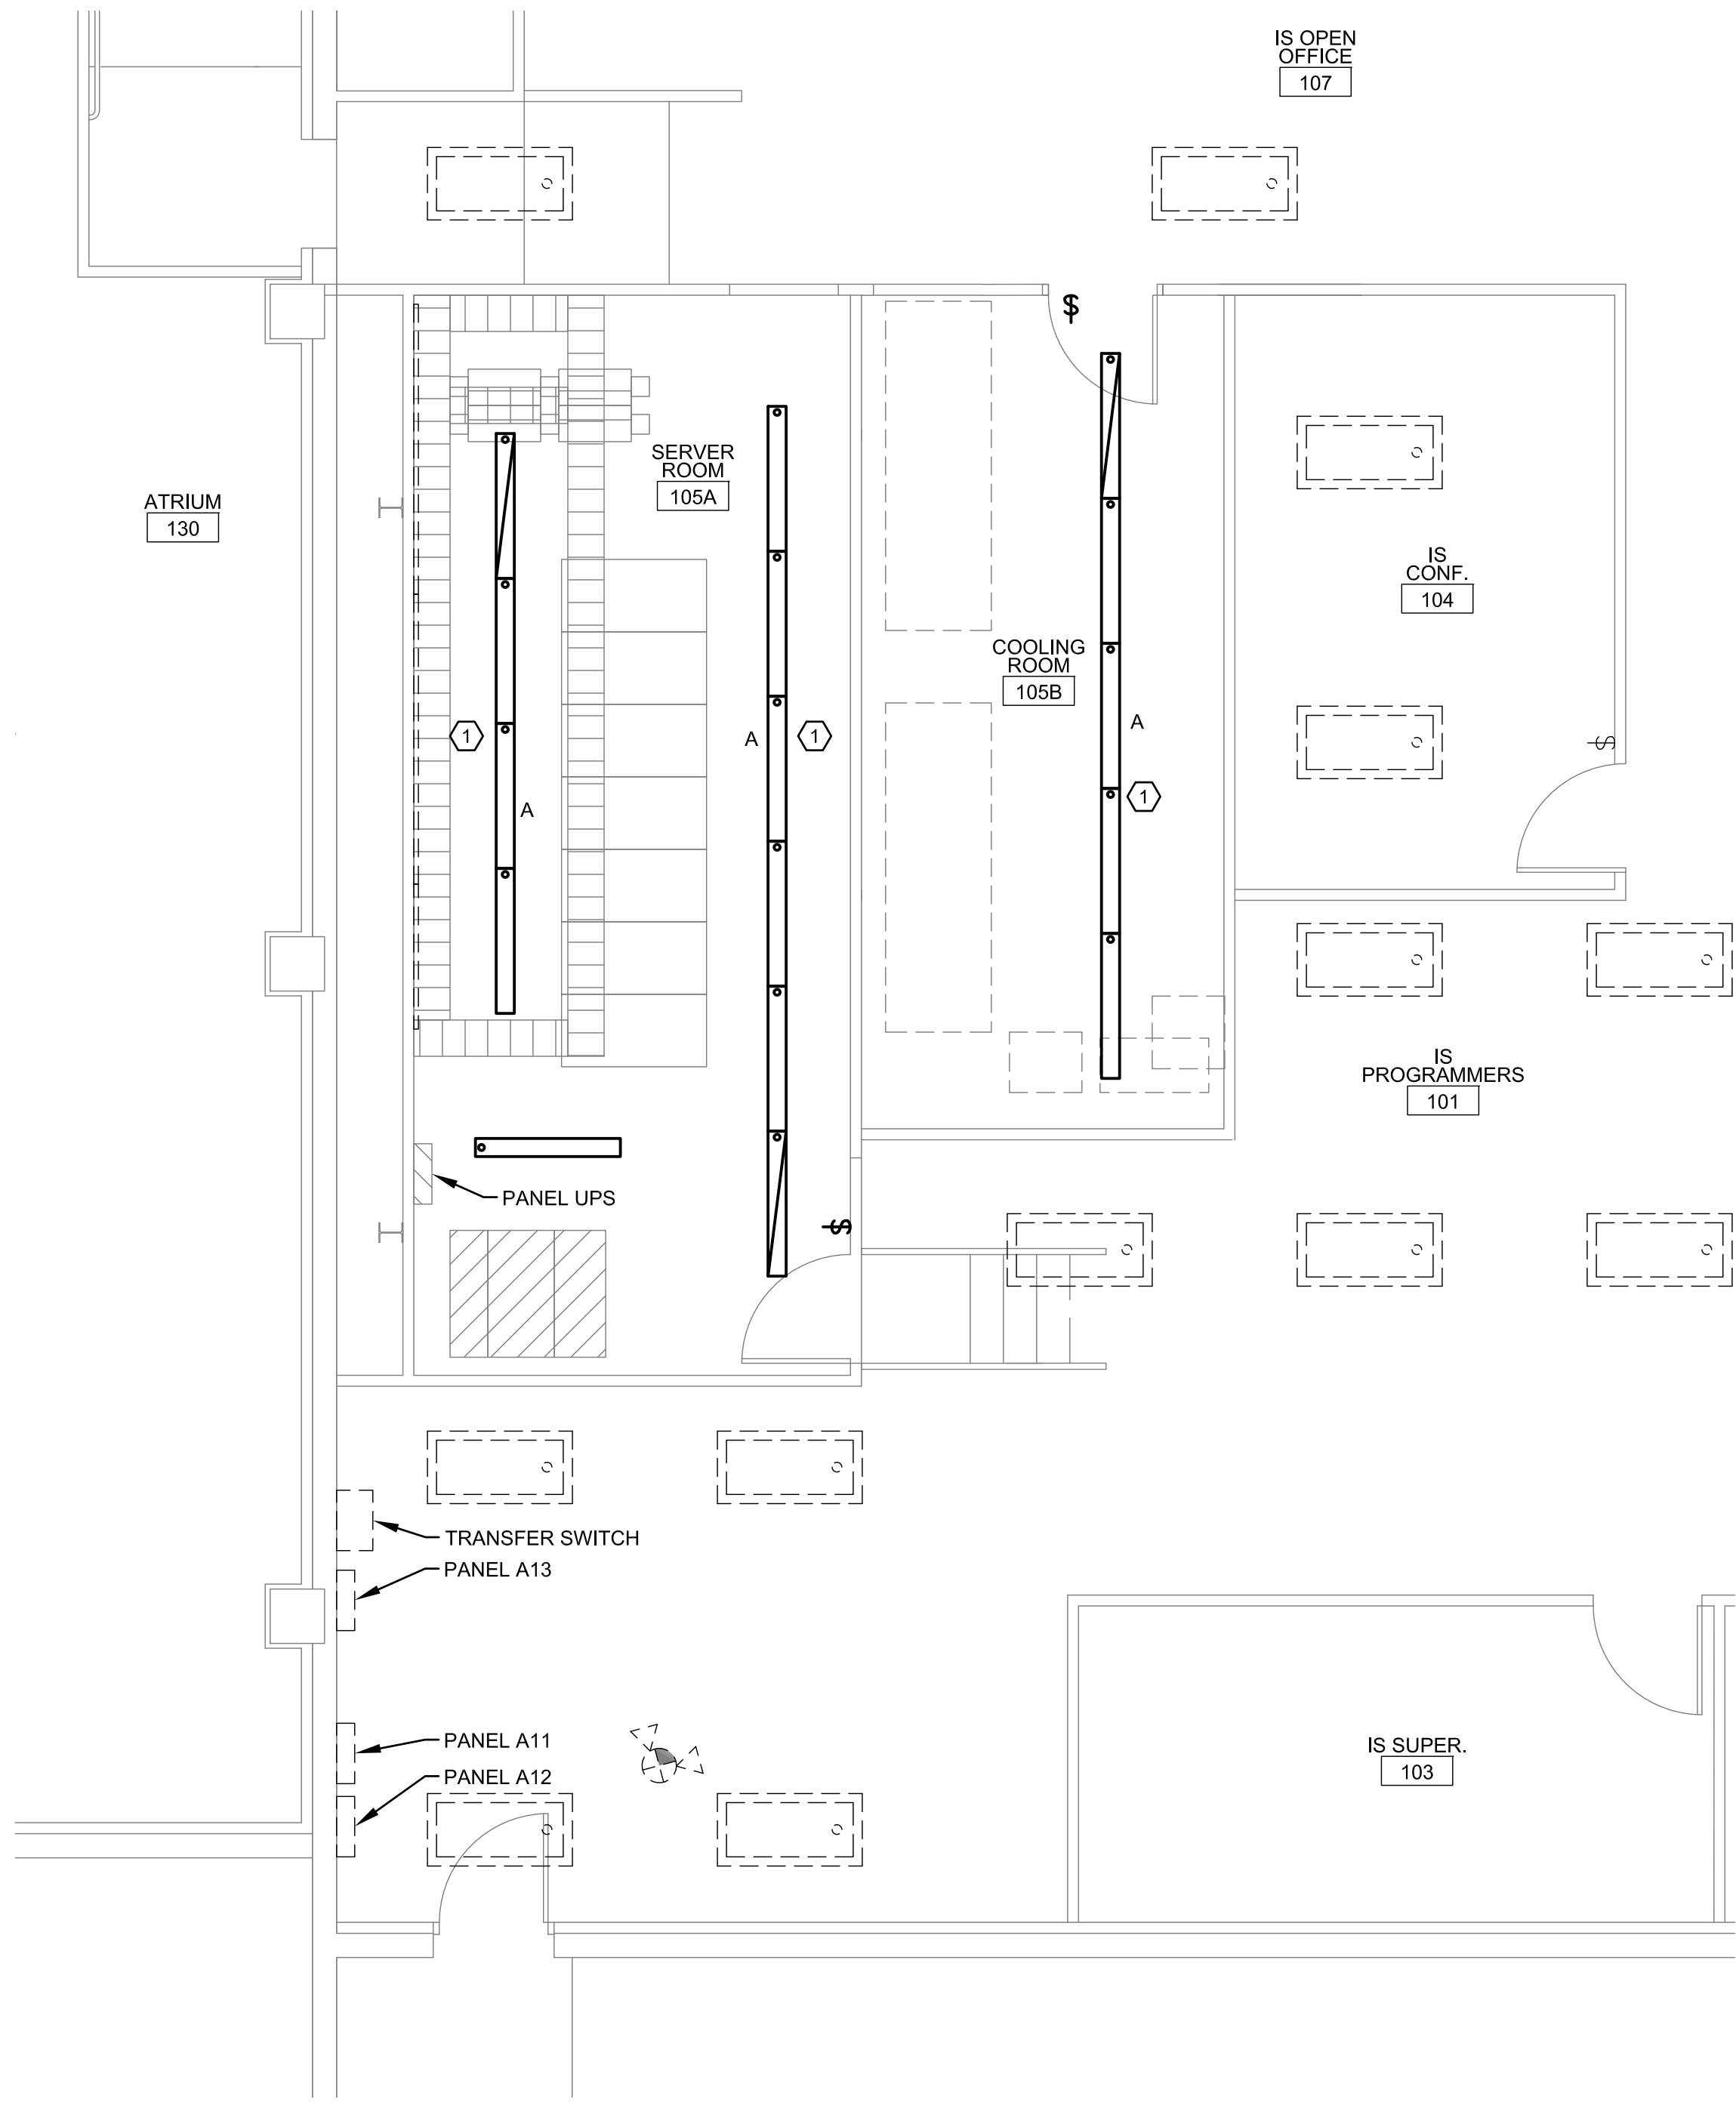 IS OPEN
OFFICE
107
$
SERVER
ROOM
105A
ATRIUM
130
IS
CONF.
104
COOLING
ROOM
105B
1
A
1
A
$
1
A
IS
PROGRAMMERS
101
PANEL UPS
$
TRANSFER SWITCH
PANEL A13
PANEL A11
PANEL A12
IS SUPER.
103